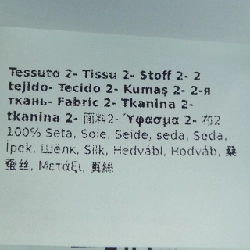 Tessuto 2- Tissu 2- Stoff 2- 2
tejido- Tecido 2- Kumaş 2- 2-я
ткань- Fabric 2- Tkanina 2-
tkanina 2- 面料2- Ύφασμα 2- 布2
100% Seta, Soie, Seide, seda, Seda,
İpek, Шёлк, Silk, Hedvábí, Hodváb,
蚕丝, Μετάξι, 真絲